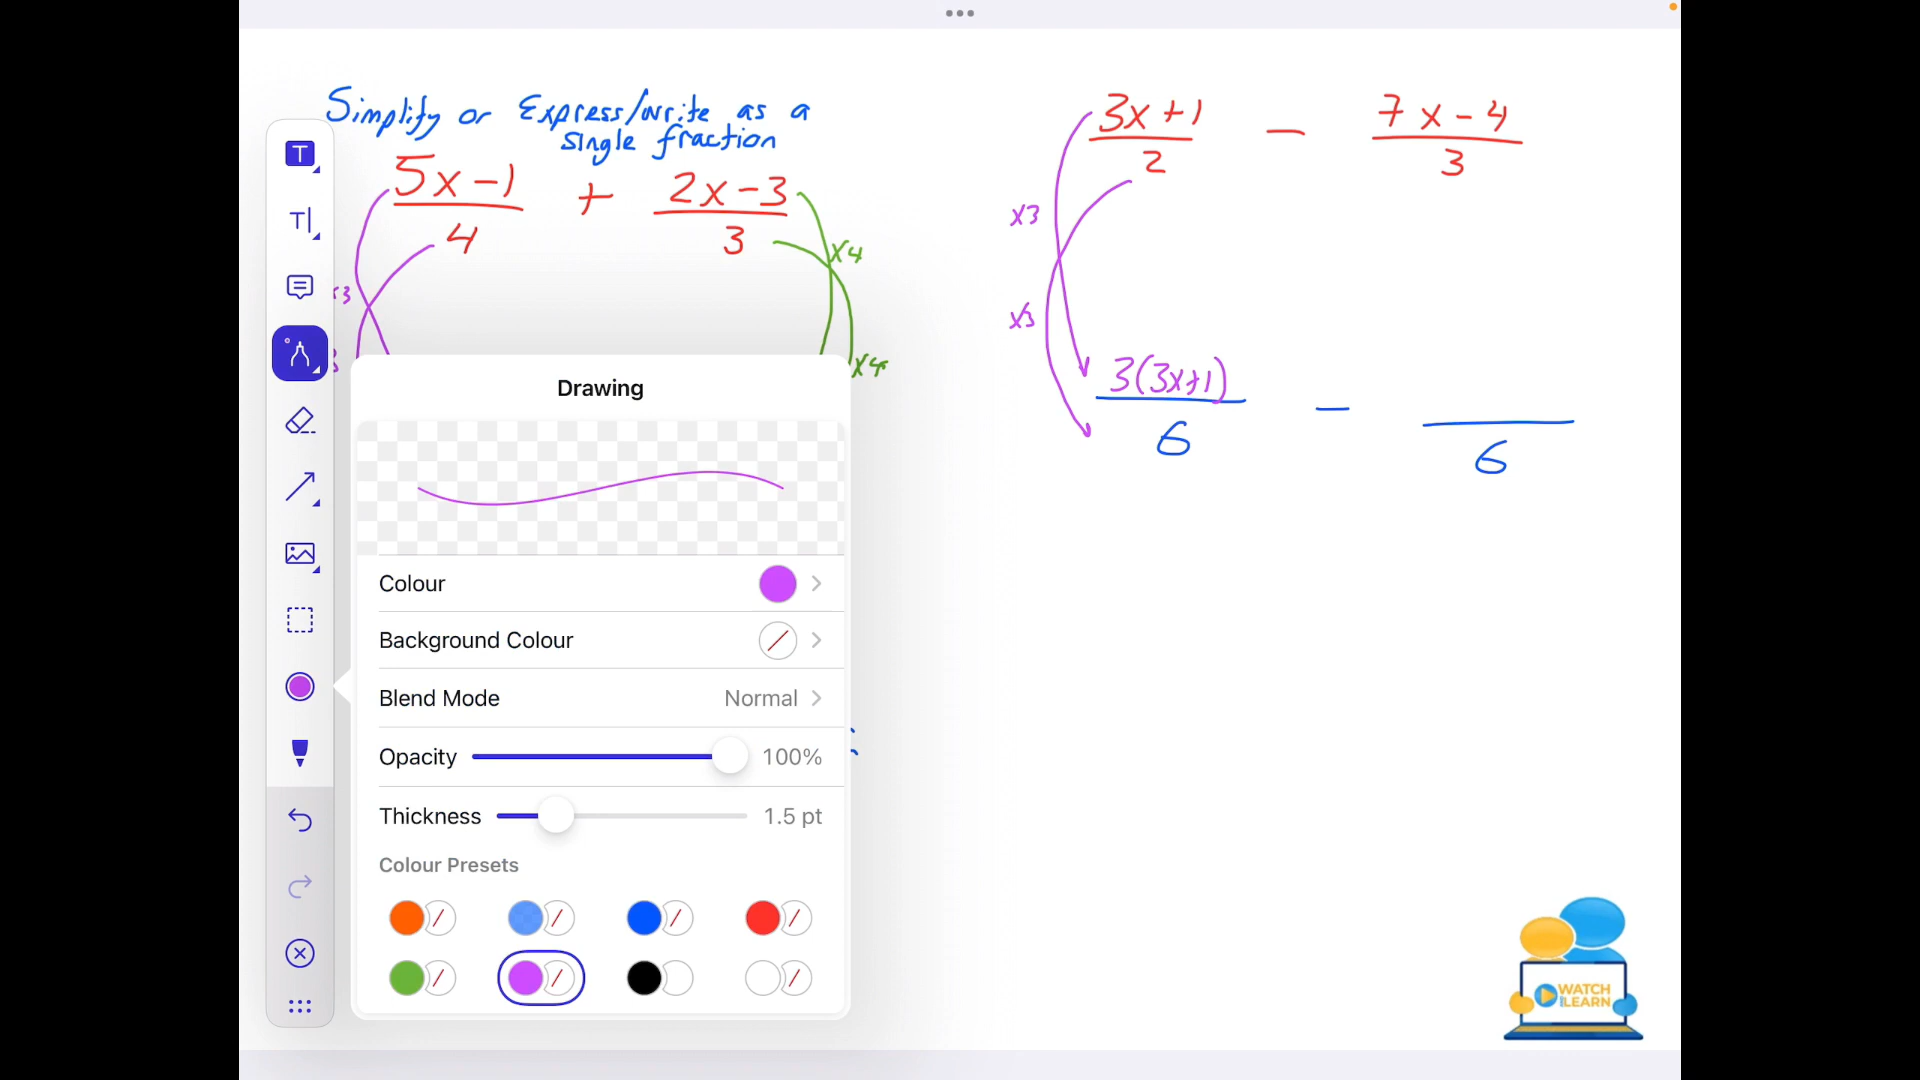 Simplify or Express/write as a
single fraction
5x-1 + 2x-3
4 3
x3
x4
x4
3x+1 - 7x-4
2 3
x3
x3
3(3x+1) -
6 6
T
T
Drawing
Colour
Background Colour
Blend Mode Normal
Opacity 100%
Thickness 1.5 pt
Colour Presets
WATCH
LEARN